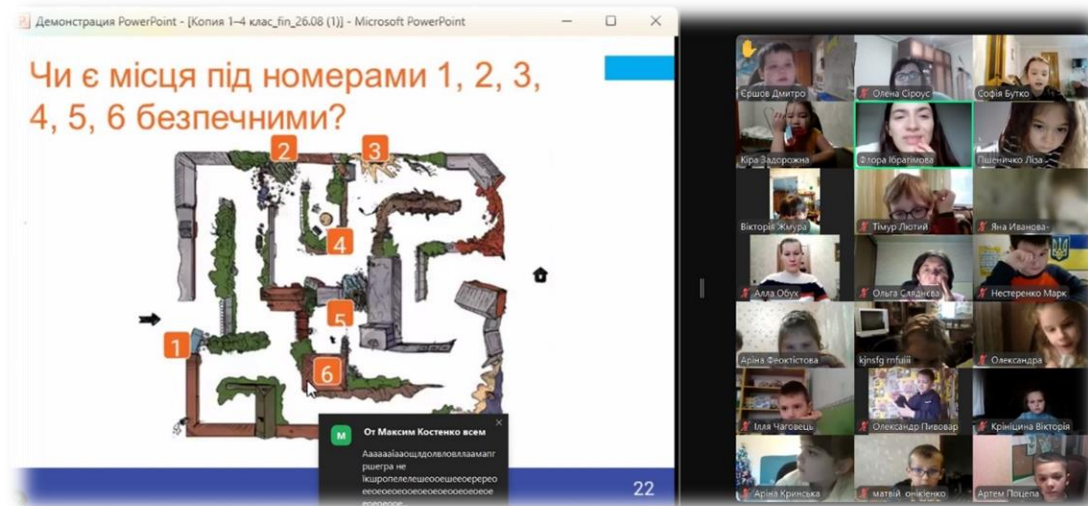 Демонстрация PowerPoint - [Копия 1–4 клас_fin_26.08 (1)] - Microsoft PowerPoint
Чи є місця під номерами 1, 2, 3,
4, 5, 6 безпечними?
2
3
4
1
5
6
М
От Максим Костенко всем
22
Єршов Дмитро
Олена Сіроус
Софія Бутко
Кіра Задорожна
Флора Ібрагімова
Пшеничко Ліза
Вікторія Жмура
Тімур Лютий
Яна Иванова
Алла Обух
Ольга Сляднєва
Нестеренко Марк
Аріна Феоктістова
kjnsfg rnfuiii
Олександра
Ілля Чаговець
Олександр Пивовар
Крініцина Вікторія
Аріна Кринська
матвій онікієнко
Артем Поцепа